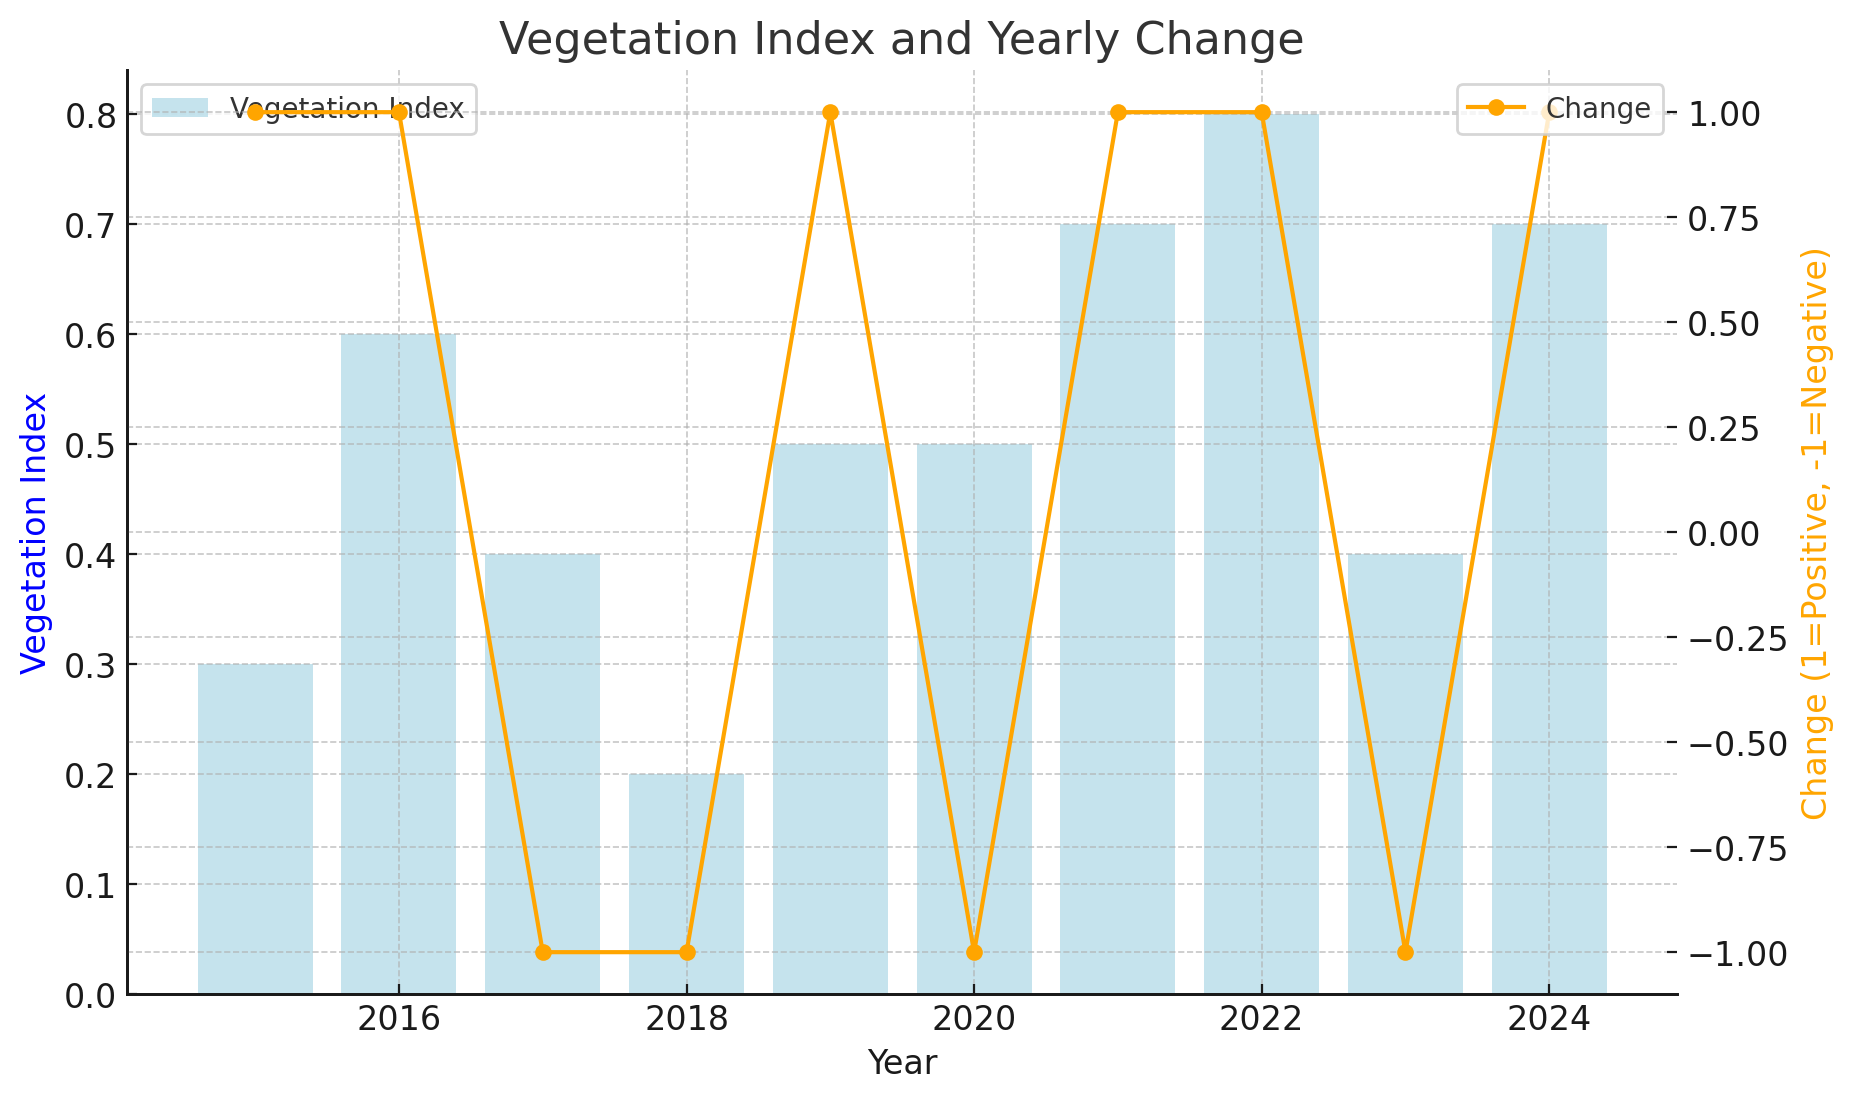 Vegetation Index and Yearly Change
Vegetation Index
Change
0.8
0.7
0.6
0.5
0.4
0.3
0.2
0.1
0.0
Vegetation Index
1.00
0.75
0.50
0.25
0.00
−0.25
−0.50
−0.75
−1.00
Change (1=Positive, -1=Negative)
2016 2018 2020 2022 2024
Year